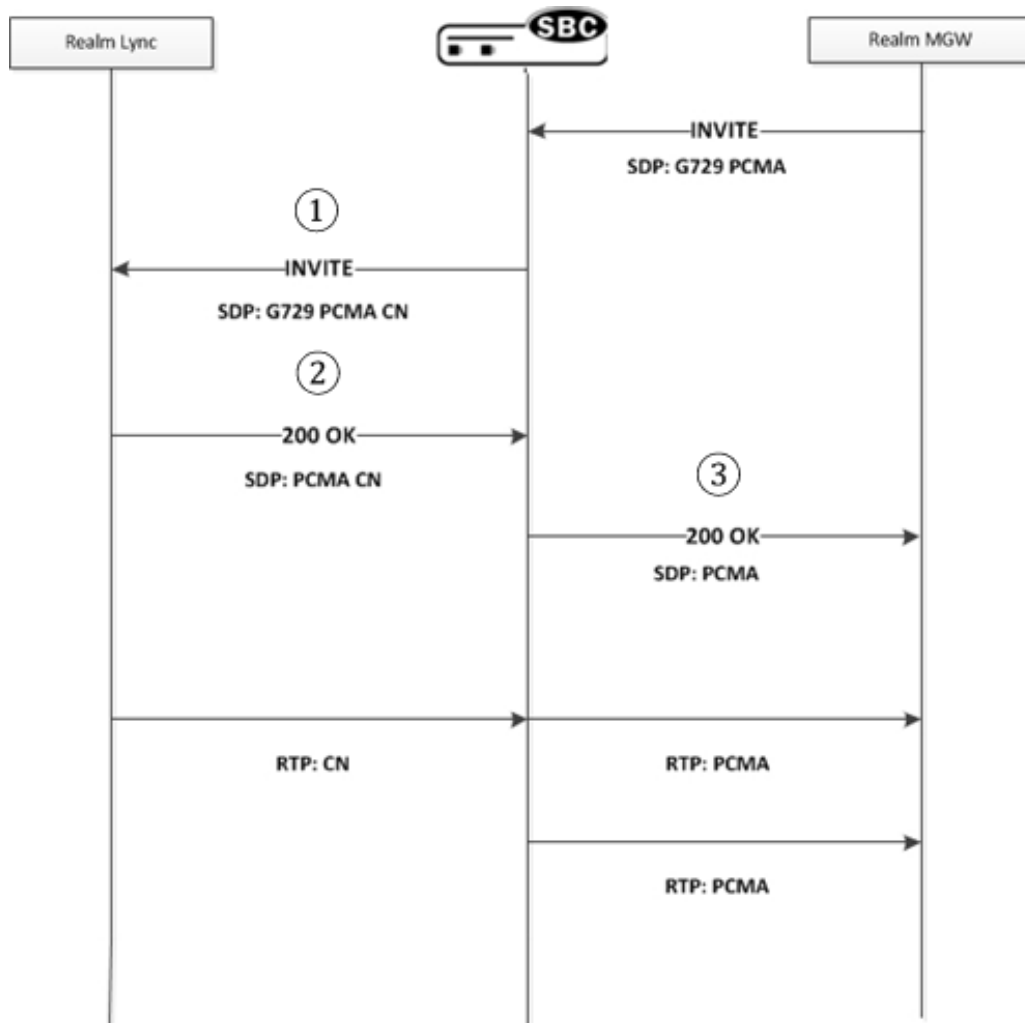 Realm Lync
SBC
Realm MGW
INVITE
SDP: G729 PCMA
①
INVITE
SDP: G729 PCMA CN
②
200 OK
SDP: PCMA CN
③
200 OK
SDP: PCMA
RTP: CN
RTP: PCMA
RTP: PCMA